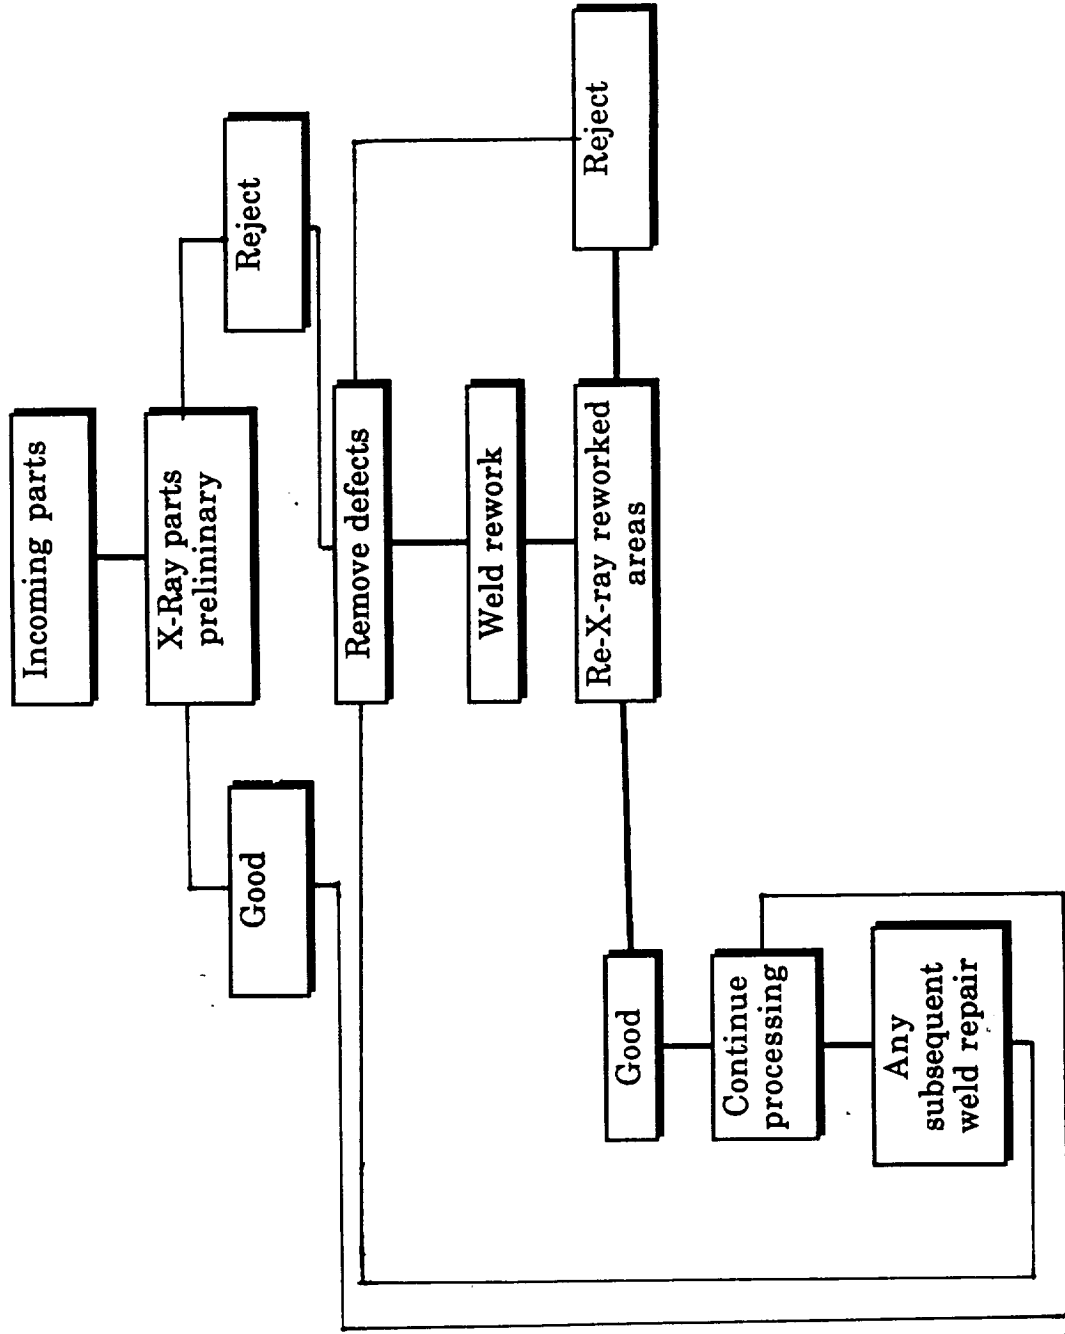 Incoming parts
X-Ray parts
prelininary
Good
Reject
Remove defects
Weld rework
Re-X-ray reworked
areas
Reject
Good
Continue
processing
Any
subsequent
weld repair